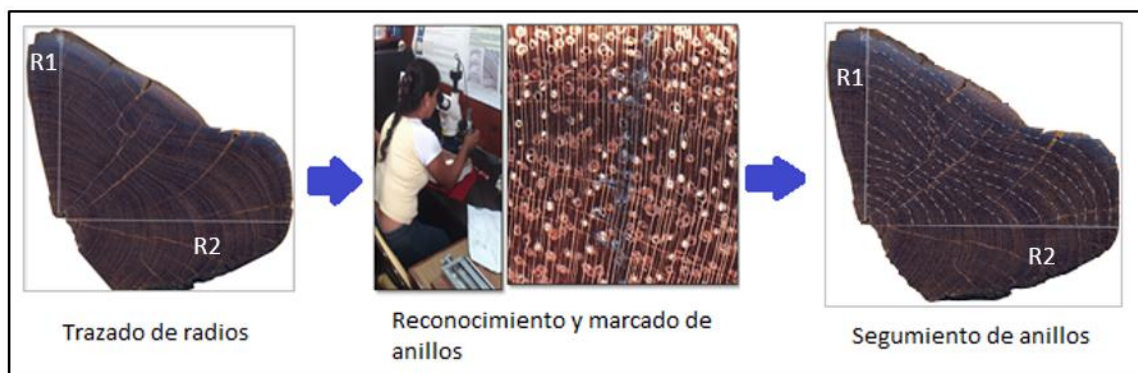 R1
R2
Trazado de radios
Reconocimiento y marcado de
anillos
R1
R2
Segumiento de anillos